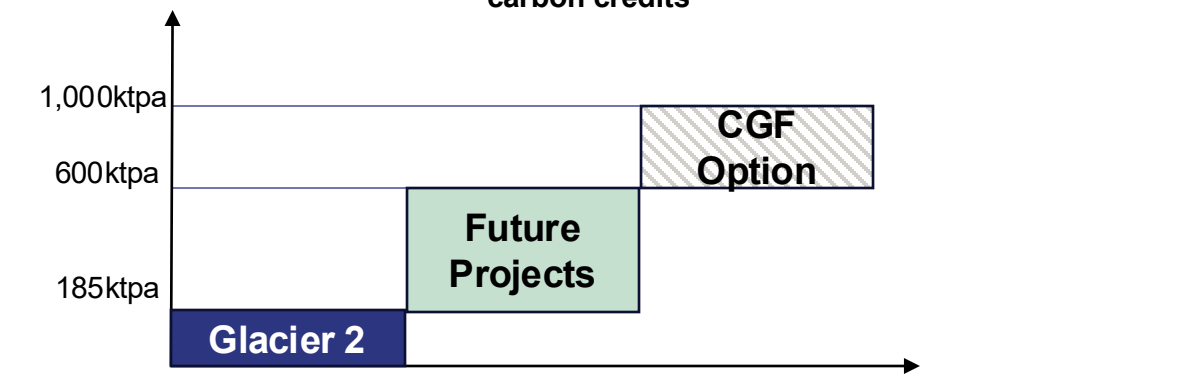 carbon credits
1,000ktpa
CGF
Option
600ktpa
Future
Projects
185ktpa
Glacier 2